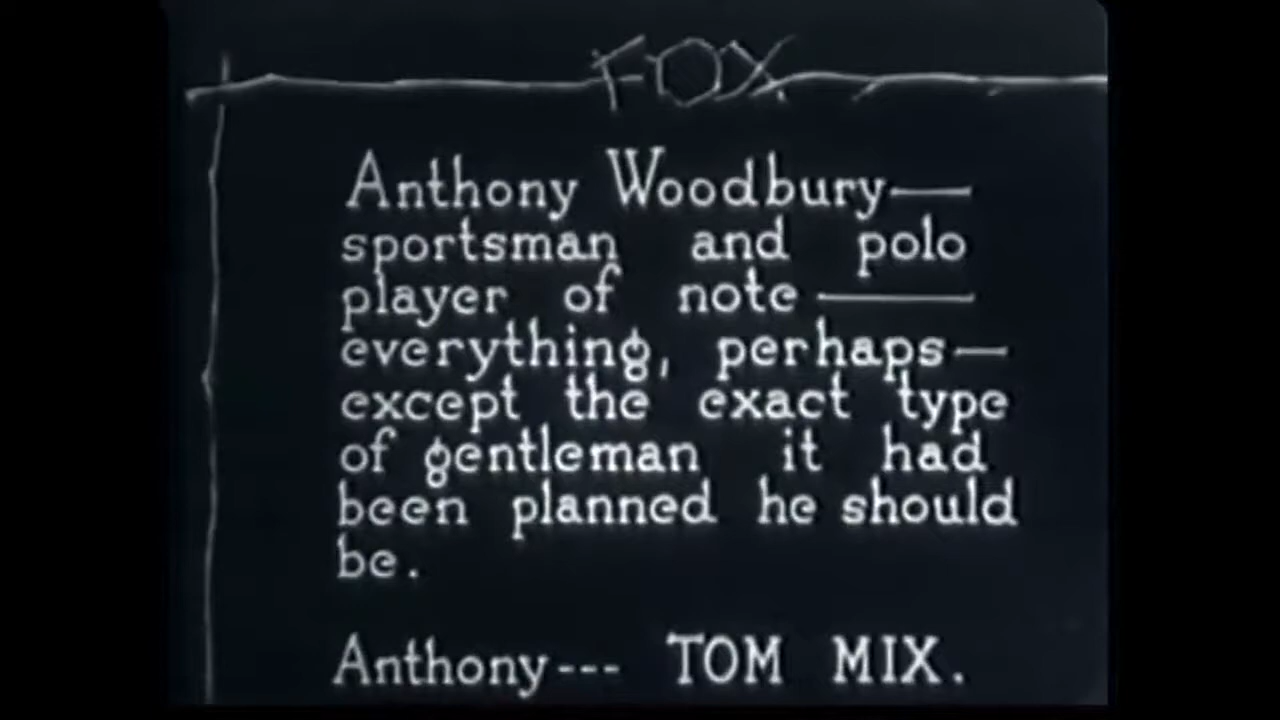 FOX
Anthony Woodbury—
sportsman and polo
player of note ——
everything, perhaps—
except the exact type
of gentleman it had
been planned he should
be.
Anthony--- TOM MIX.